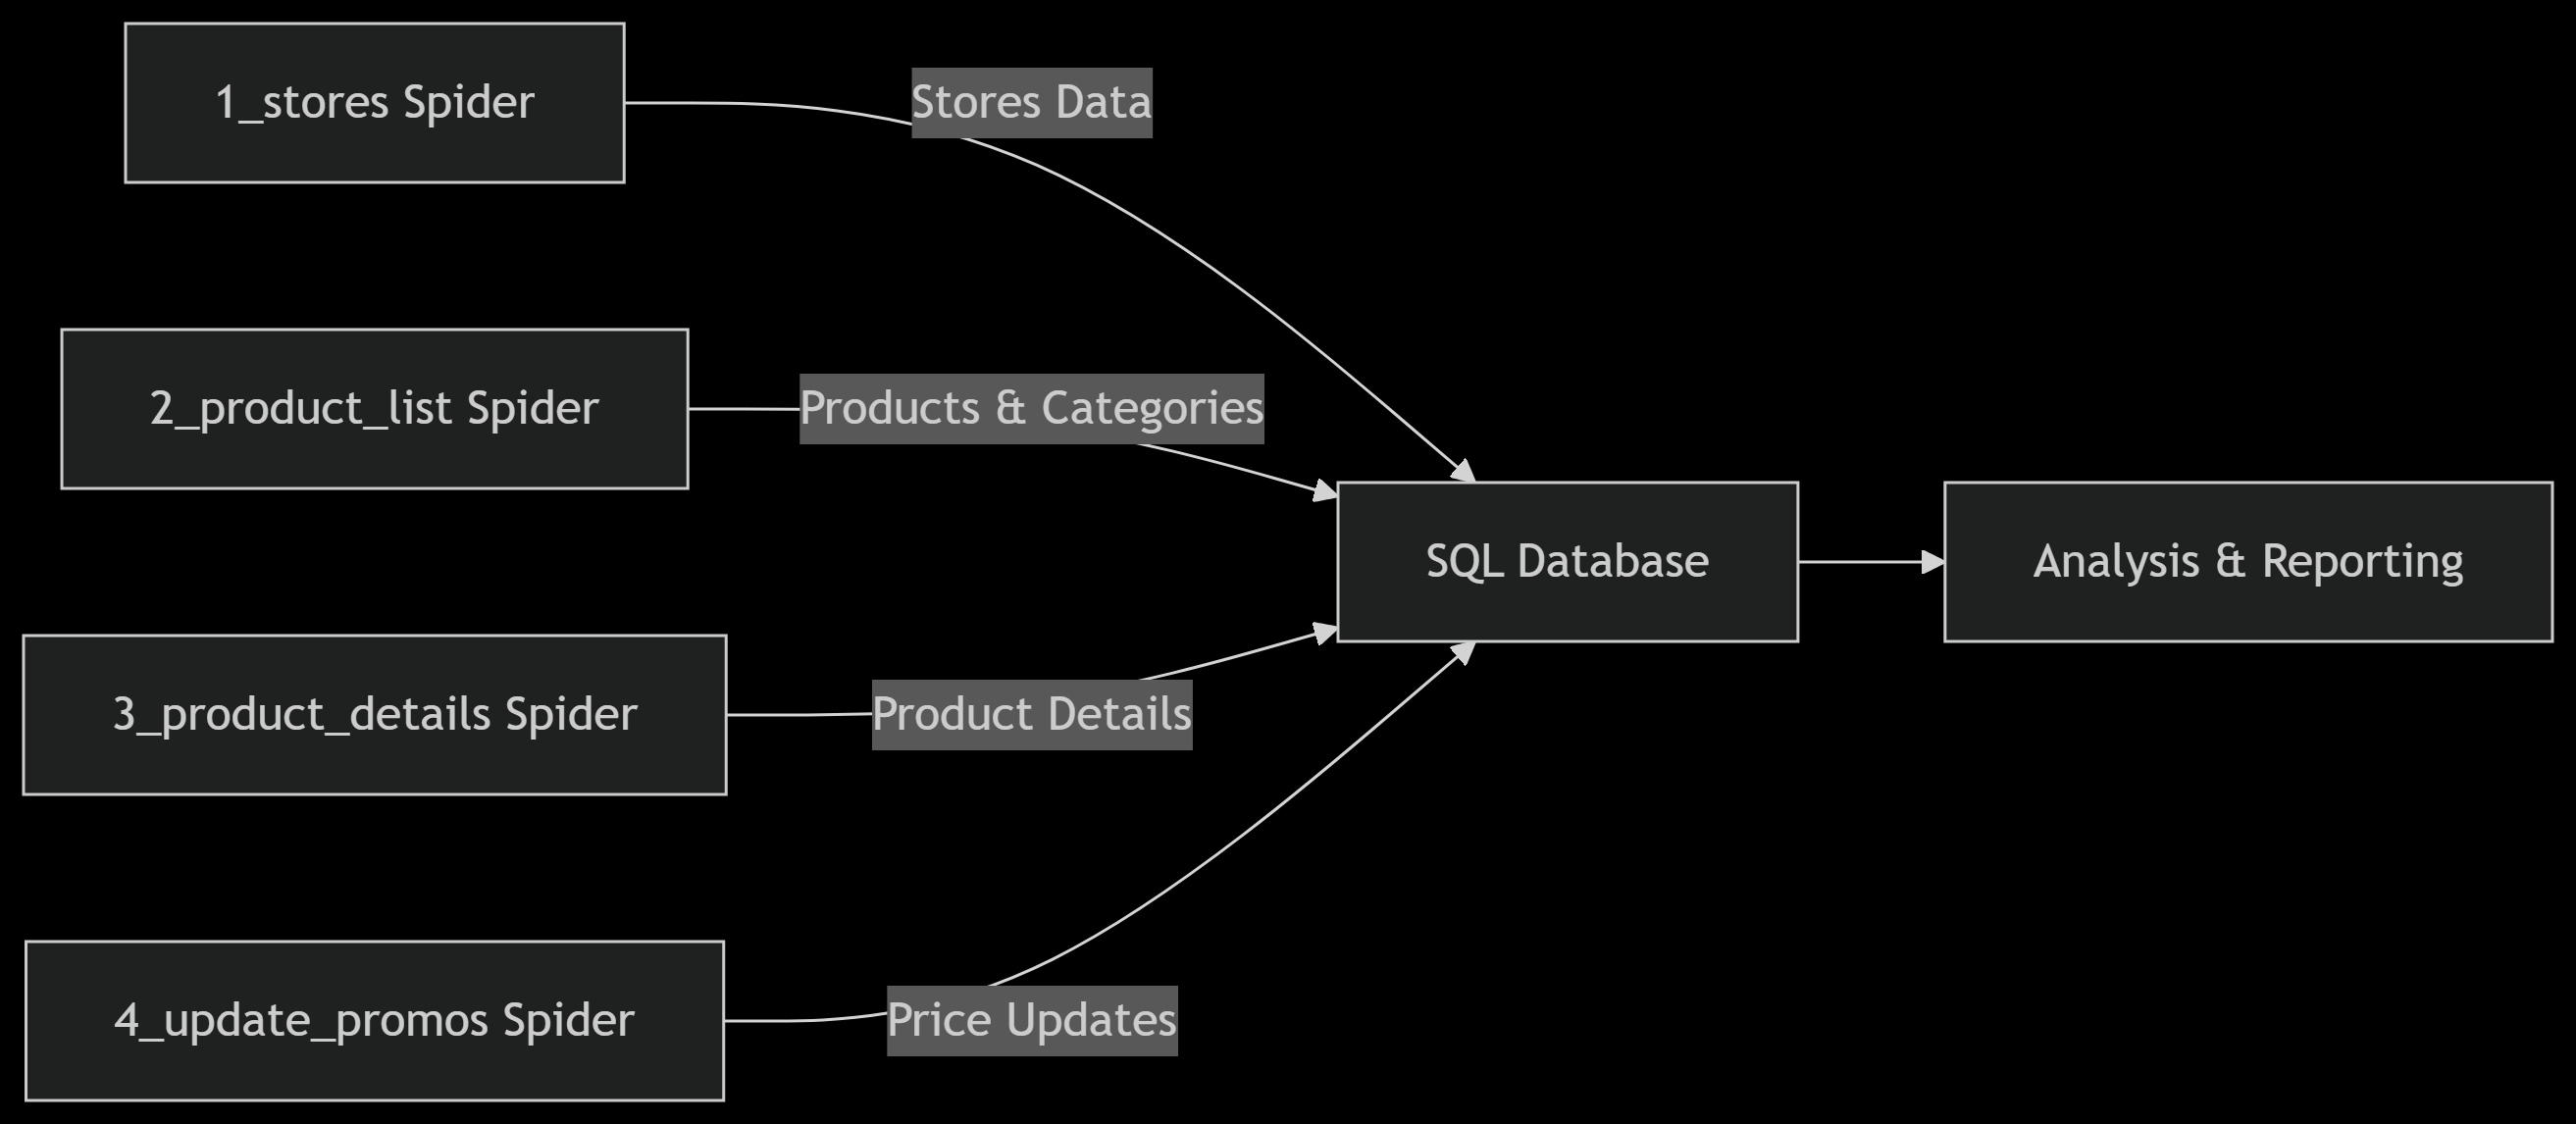 1_stores Spider
Stores Data
2_product_list Spider
Products & Categories
SQL Database
Analysis & Reporting
3_product_details Spider
Product Details
4_update_promos Spider
Price Updates